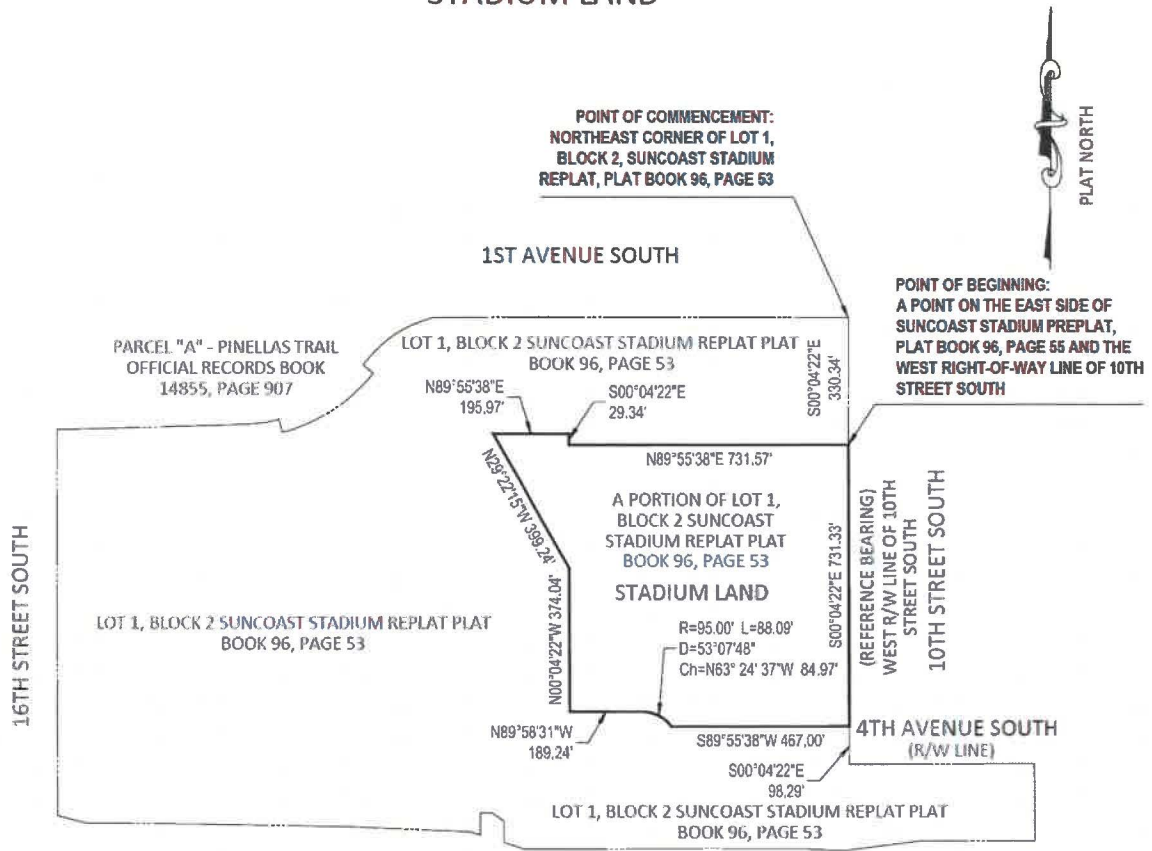 STADIUM LAND
POINT OF COMMENCEMENT:
NORTHEAST CORNER OF LOT 1,
BLOCK 2, SUNCOAST STADIUM
REPLAT, PLAT BOOK 96, PAGE 53
PLAT NORTH
1ST AVENUE SOUTH
POINT OF BEGINNING:
A POINT ON THE EAST SIDE OF
SUNCOAST STADIUM PREPLAT,
PLAT BOOK 96, PAGE 55 AND THE
WEST RIGHT-OF-WAY LINE OF 10TH
STREET SOUTH
PARCEL "A" - PINELLAS TRAIL
OFFICIAL RECORDS BOOK
14855, PAGE 907
LOT 1, BLOCK 2 SUNCOAST STADIUM REPLAT PLAT
BOOK 96, PAGE 53
S00°04'22"E
330.34'
N89°55'38"E
195.97'
S00°04'22"E
29.34'
N89°55'38"E 731.57'
N29°22'15"W 399.24'
A PORTION OF LOT 1,
BLOCK 2 SUNCOAST
STADIUM REPLAT PLAT
BOOK 96, PAGE 53
STADIUM LAND
S00°04'22"E 731.33'
(REFERENCE BEARING)
WEST R/W LINE OF 10TH
STREET SOUTH
10TH STREET SOUTH
16TH STREET SOUTH
LOT 1, BLOCK 2 SUNCOAST STADIUM REPLAT PLAT
BOOK 96, PAGE 53
N00°04'22"W 374.04'
R=95.00' L=88.09'
D=53°07'48"
Ch=N63° 24' 37"W 84.97'
N89°58'31"W
189.24'
S89°55'38"W 467.00'
4TH AVENUE SOUTH
(R/W LINE)
S00°04'22"E
98.29'
LOT 1, BLOCK 2 SUNCOAST STADIUM REPLAT PLAT
BOOK 96, PAGE 53